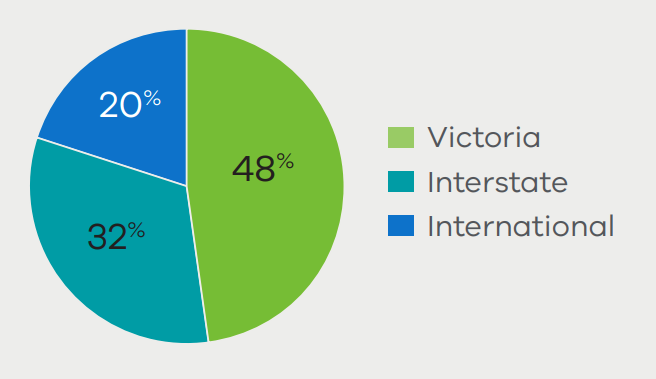 20%
48%
32%
Victoria
Interstate
International